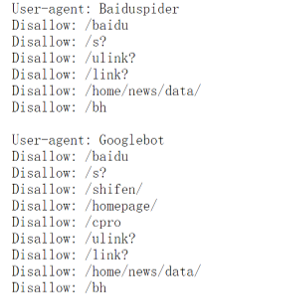 User-agent: Baiduspider
Disallow: /baidu
Disallow: /s?
Disallow: /ulink?
Disallow: /link?
Disallow: /home/news/data/
Disallow: /bh

User-agent: Googlebot
Disallow: /baidu
Disallow: /s?
Disallow: /shifen/
Disallow: /homepage/
Disallow: /cpro
Disallow: /ulink?
Disallow: /link?
Disallow: /home/news/data/
Disallow: /bh